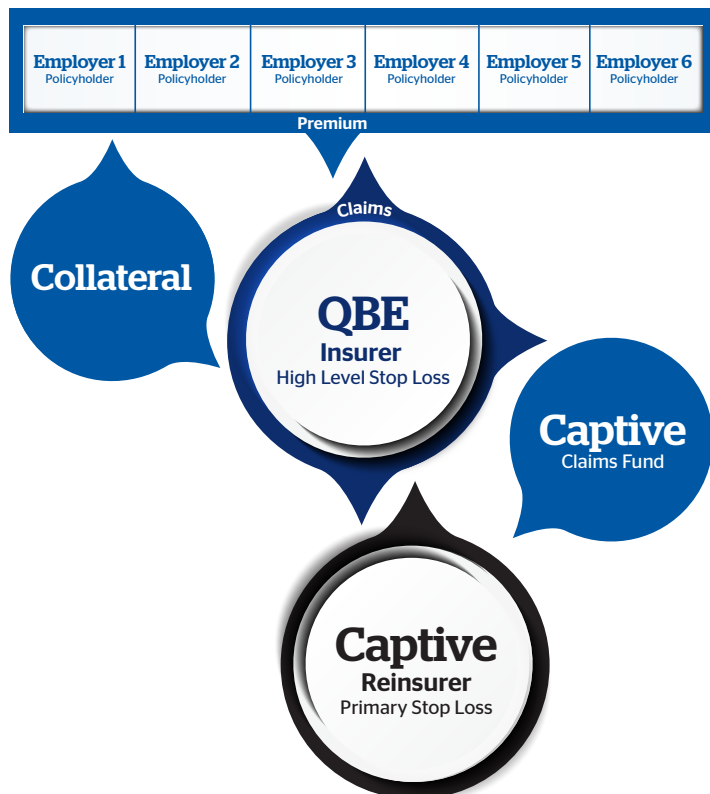 Employer 1 Employer 2 Employer 3 Employer 4 Employer 5 Employer 6
Policyholder Policyholder Policyholder Policyholder Policyholder Policyholder
Premium
Claims
Collateral
QBE
Insurer
High Level Stop Loss
Captive
Claims Fund
Captive
Reinsurer
Primary Stop Loss